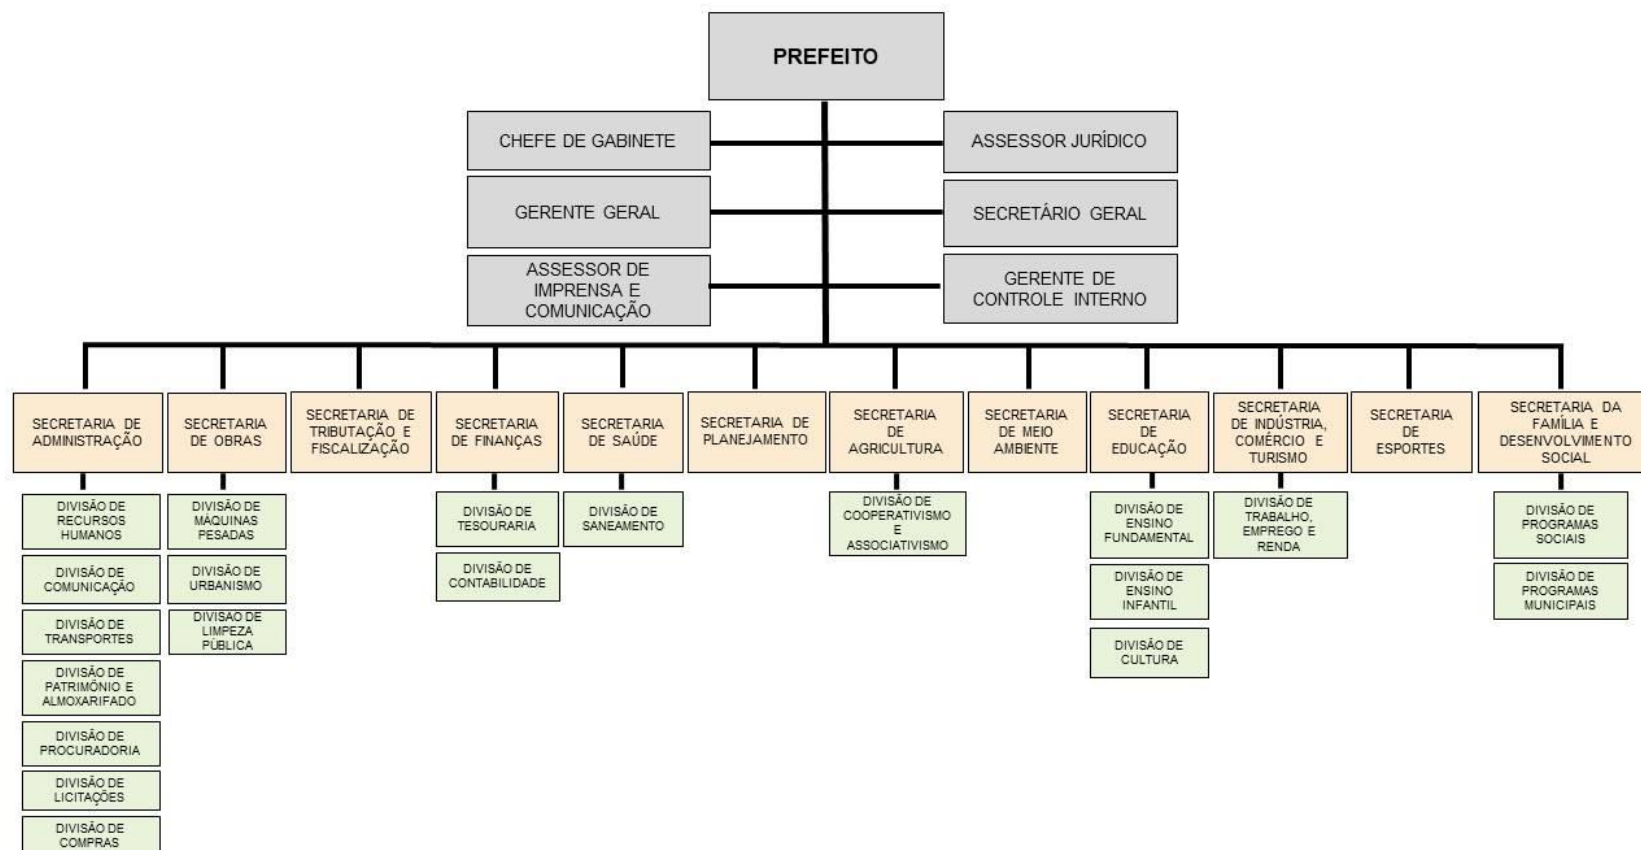 PREFEITO
CHEFE DE GABINETE
ASSESSOR JURÍDICO
GERENTE GERAL
SECRETÁRIO GERAL
ASSESSOR DE
IMPRENSA E
COMUNICAÇÃO
GERENTE DE
CONTROLE INTERNO
SECRETARIA DE
ADMINISTRAÇÃO
SECRETARIA
DE OBRAS
SECRETARIA DE
TRIBUTAÇÃO E
FISCALIZAÇÃO
SECRETARIA
DE FINANÇAS
SECRETARIA
DE SAÚDE
SECRETARIA DE
PLANEJAMENTO
SECRETARIA
DE
AGRICULTURA
SECRETARIA
DE MEIO
AMBIENTE
SECRETARIA
DE
EDUCAÇÃO
SECRETARIA
DE INDÚSTRIA,
COMÉRCIO E
TURISMO
SECRETARIA
DE
ESPORTES
SECRETARIA DA
FAMÍLIA E
DESENVOLVIMENTO
SOCIAL
DIVISÃO DE
RECURSOS
HUMANOS
DIVISÃO DE
COMUNICAÇÃO
DIVISÃO DE
TRANSPORTES
DIVISÃO DE
PATRIMÔNIO E
ALMOXARIFADO
DIVISÃO DE
PROCURADORIA
DIVISÃO DE
LICITAÇÕES
DIVISÃO DE
COMPRAS
DIVISÃO DE
MÁQUINAS
PESADAS
DIVISÃO DE
URBANISMO
DIVISAO DE
LIMPEZA
PÚBLICA
DIVISÃO DE
TESOURARIA
DIVISÃO DE
CONTABILIDADE
DIVISÃO DE
SANEAMENTO
DIVISÃO DE
COOPERATIVISMO
E
ASSOCIATIVISMO
DIVISÃO DE
ENSINO
FUNDAMENTAL
DIVISÃO DE
ENSINO
INFANTIL
DIVISÃO DE
CULTURA
DIVISÃO DE
TRABALHO,
EMPREGO E
RENDA
DIVISÃO DE
PROGRAMAS
SOCIAIS
DIVISÃO DE
PROGRAMAS
MUNICIPAIS